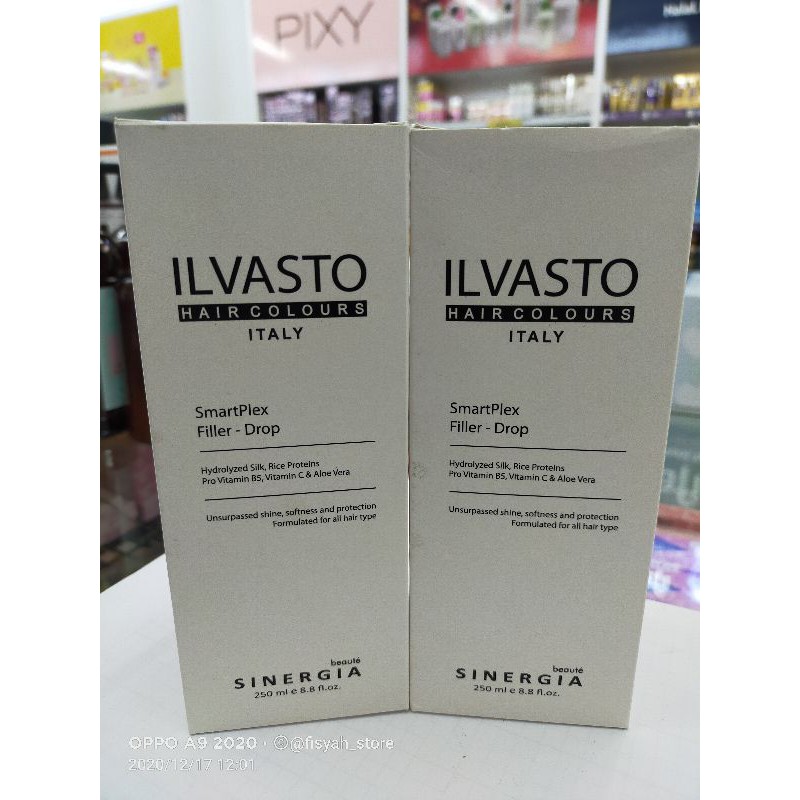 PIXY
ILVASTO
HAIR COLOURS
ITALY
SmartPlex
Filler - Drop
Hydrolyzed Silk, Rice Proteins
Pro Vitamin B5, Vitamin C & Aloe Vera
Unsurpassed shine, softness and protection
Formulated for all hair type
beauté
SINERGIA
250 ml e 8.8 fl.oz.
ILVASTO
HAIR COLOURS
ITALY
SmartPlex
Filler - Drop
Hydrolyzed Silk, Rice Proteins
Pro Vitamin B5, Vitamin C & Aloe Vera
Unsurpassed shine, softness and protection
Formulated for all hair type
beauté
SINERGIA
250 ml e 8.8 fl.oz.
OPPO A9 2020 · ©@fisyah_store
2020/12/17 12:01